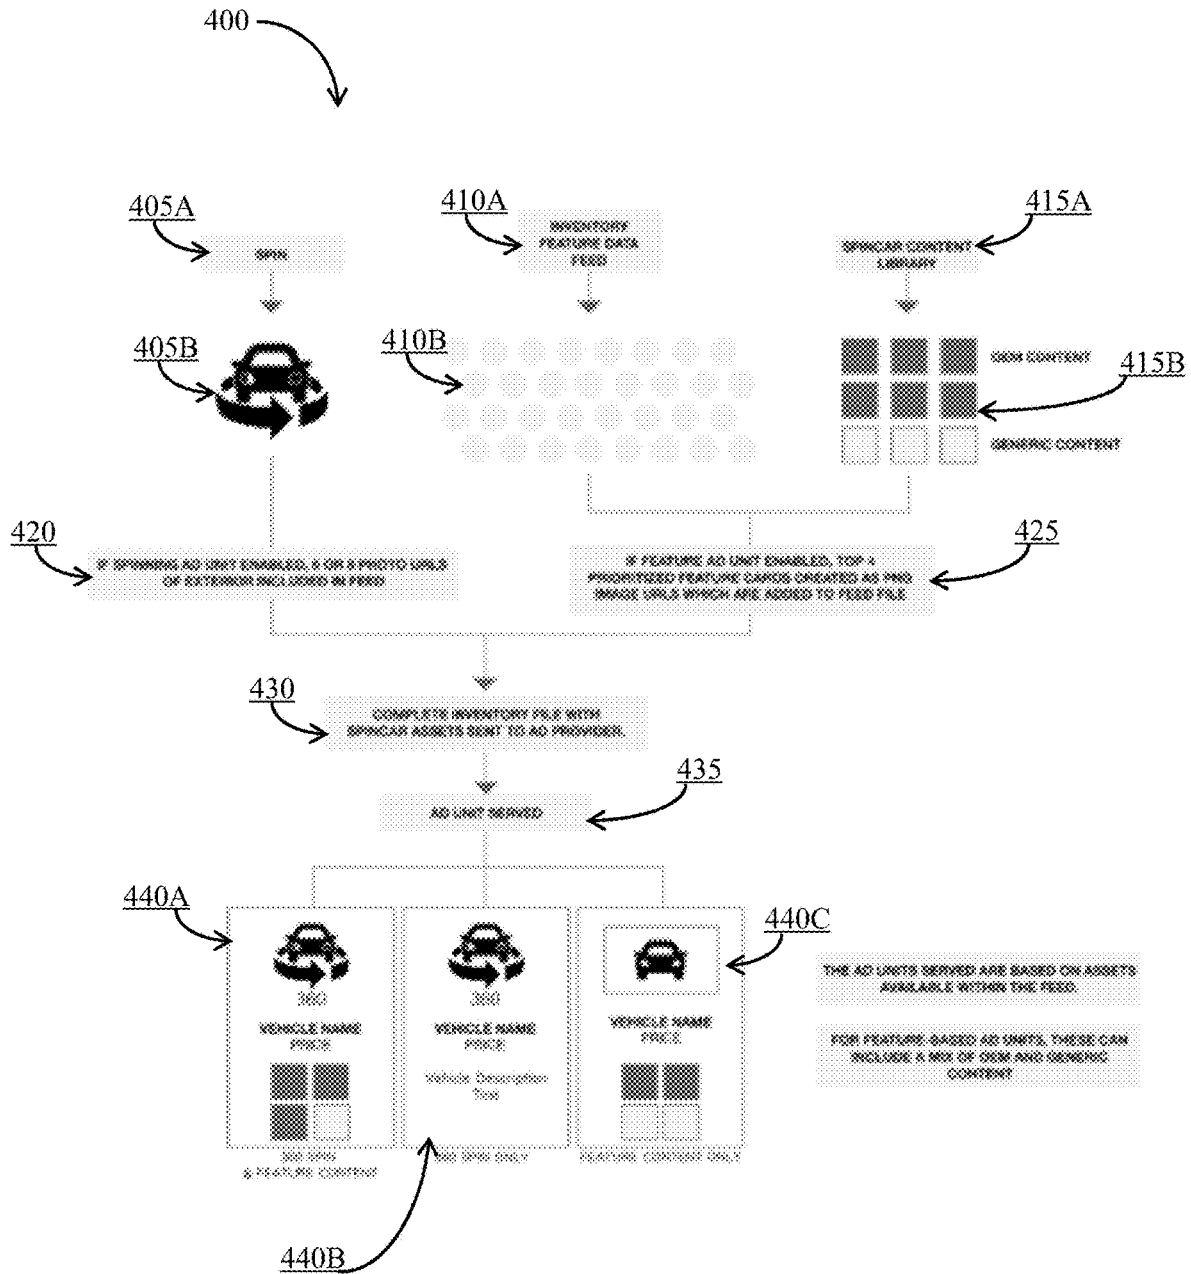 400
405A
410A
415A
SPIN
INVENTORY
FEATURE DATA
FEED
SPINCAR CONTENT
LIBRARY
405B
410B
OEM CONTENT
415B
GENERIC CONTENT
420
425
IF SPINNING AD UNIT ENABLED, 6 OR 8 PHOTO URLS
OF EXTERIOR INCLUDED IN FEED
IF FEATURE AD UNIT ENABLED, TOP 4
PRIORITIZED FEATURE CARDS CREATED AS PNG
IMAGE URLS WHICH ARE ADDED TO FEED FILE
430
COMPLETE INVENTORY FILE WITH
SPINCAR ASSETS SENT TO AD PROVIDER.
435
AD UNIT SERVED
440A
440C
360
VEHICLE NAME
PRICE
360
VEHICLE NAME
PRICE
Vehicle Description
Text
VEHICLE NAME
PRICE
THE AD UNITS SERVED ARE BASED ON ASSETS
AVAILABLE WITHIN THE FEED.
FOR FEATURE-BASED AD UNITS, THESE CAN
INCLUDE A MIX OF OEM AND GENERIC
CONTENT
360 SPIN
& FEATURE CONTENT
360 SPIN ONLY
FEATURE CONTENT ONLY
440B